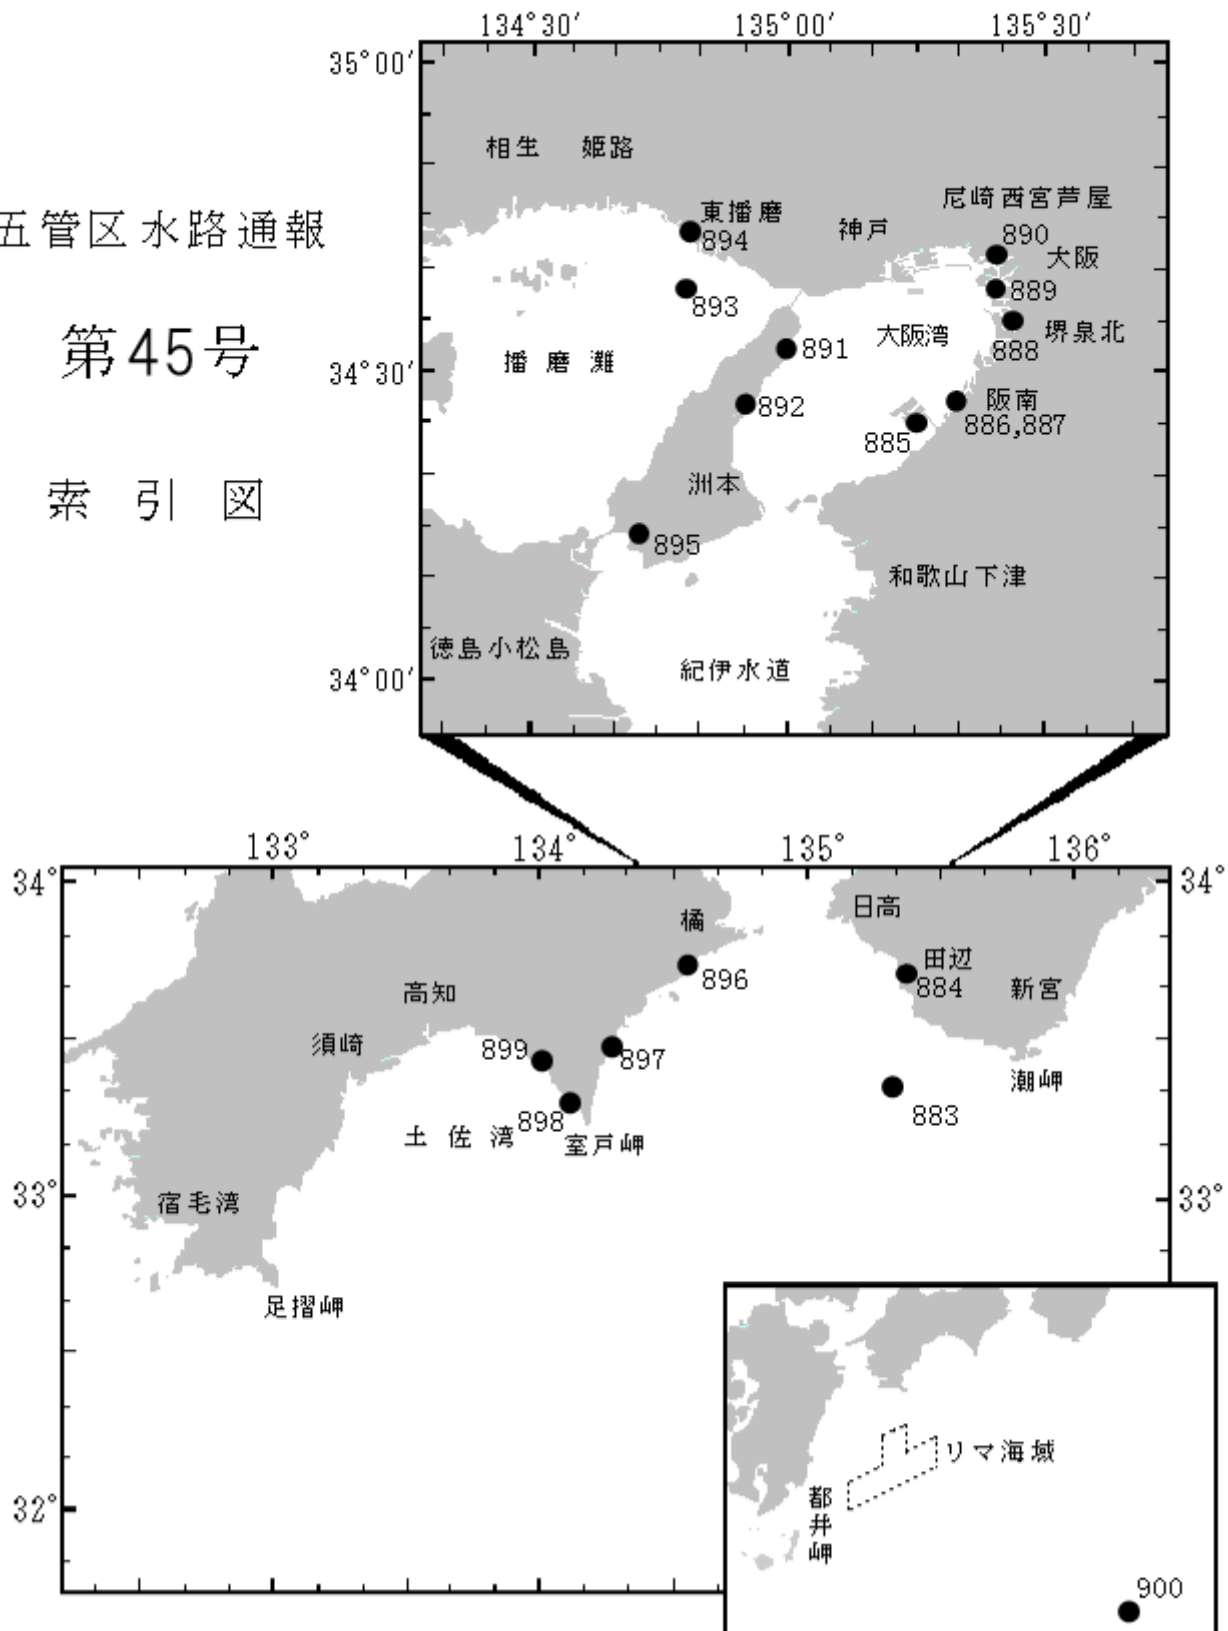 134°30′ 135°00′ 135°30′
35°00′
相生 姫路
尼崎西宮芦屋
五管区水路通報
東播磨
894
神戸
890
大阪
893
889
第45号
播磨灘
891
大阪湾
堺泉北
888
34°30′
892
阪南
886,887
885
索引図
洲本
895
和歌山下津
徳島小松島
紀伊水道
34°00′
133° 134° 135° 136°
34° 34°
日高
橘
896
田辺
884
高知
新宮
須崎
899
897
潮岬
883
898
土佐湾
室戸岬
33° 33°
宿毛湾
足摺岬
リマ海域
32°
都井岬
900